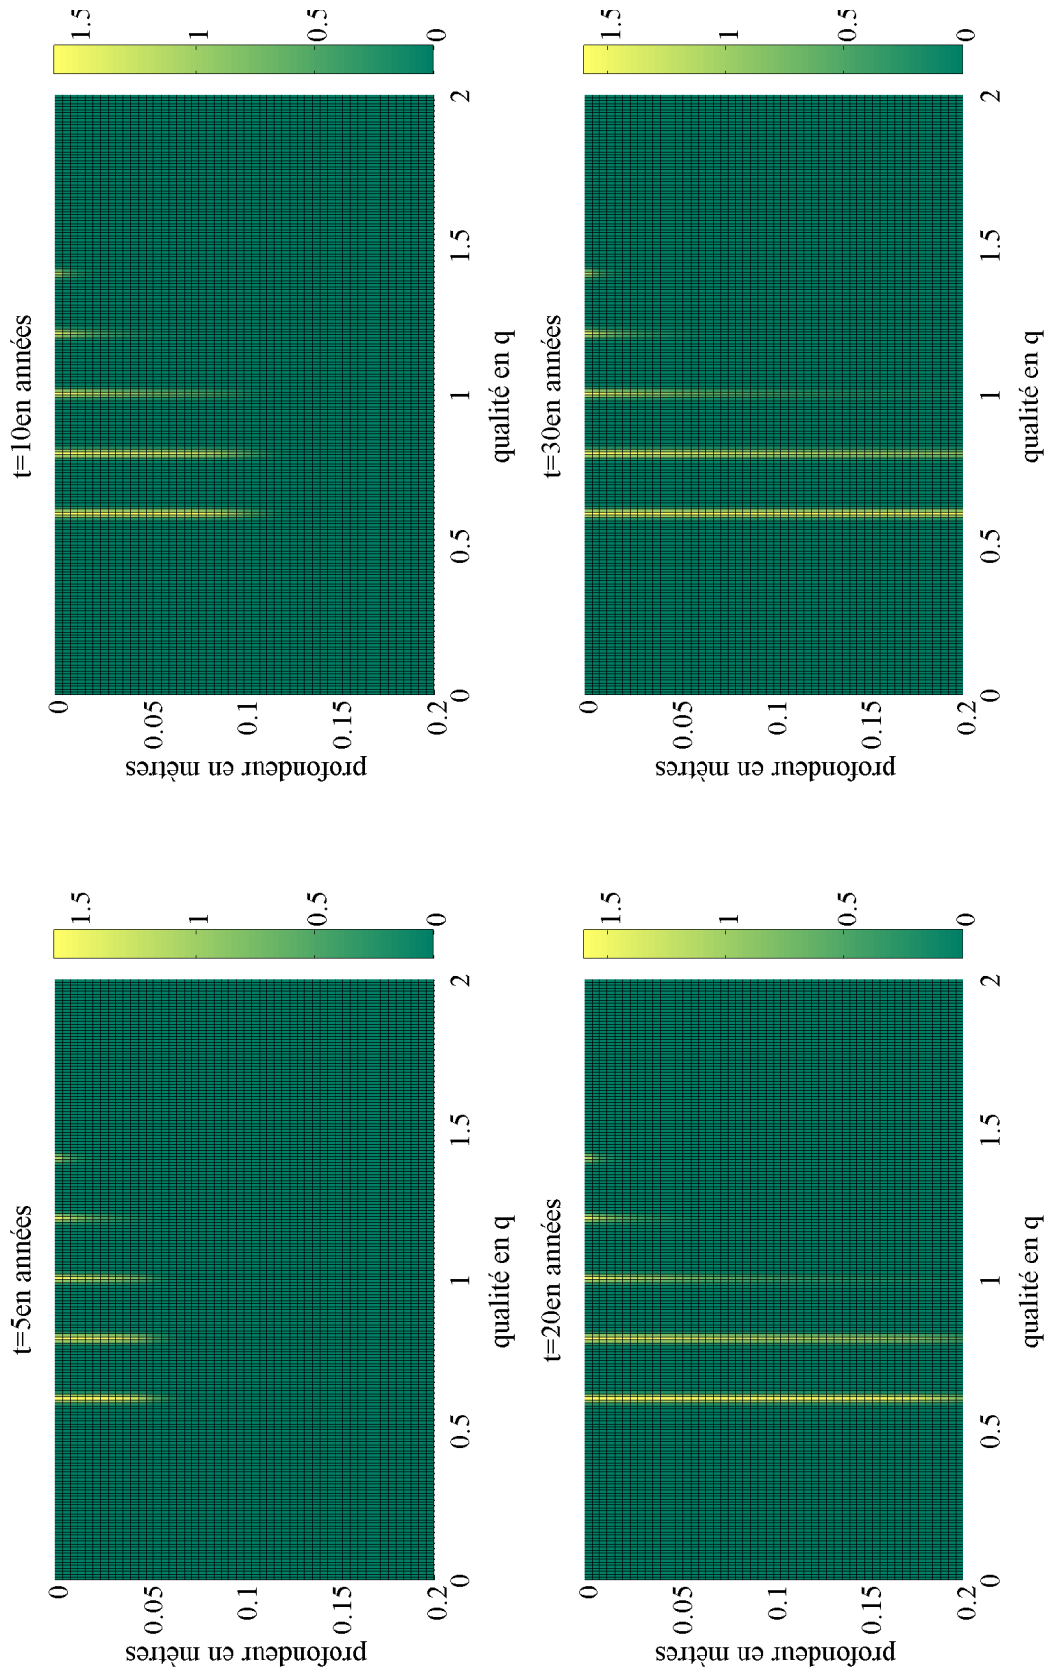 t=5en années
profondeur en mètres
0
0.05
0.1
0.15
0.2
0 0.5 1 1.5 2
qualité en q
1.5
1
0.5
0
t=10en années
profondeur en mètres
0
0.05
0.1
0.15
0.2
0 0.5 1 1.5 2
qualité en q
1.5
1
0.5
0
t=20en années
profondeur en mètres
0
0.05
0.1
0.15
0.2
0 0.5 1 1.5 2
qualité en q
1.5
1
0.5
0
t=30en années
profondeur en mètres
0
0.05
0.1
0.15
0.2
0 0.5 1 1.5 2
qualité en q
1.5
1
0.5
0